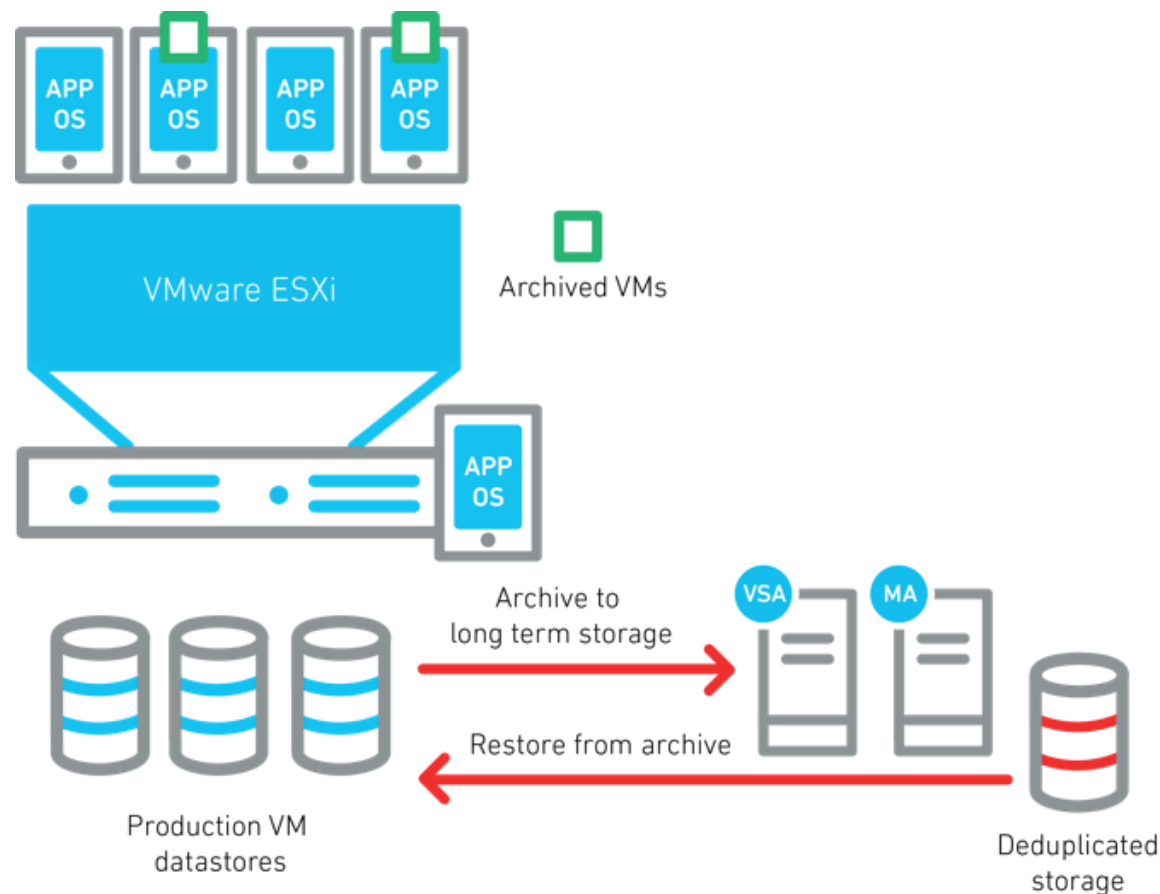 APP
OS
APP
OS
APP
OS
APP
OS
VMware ESXi
Archived VMs
APP
OS
Archive to
long term storage
VSA
MA
Restore from archive
Production VM
datastores
Deduplicated
storage